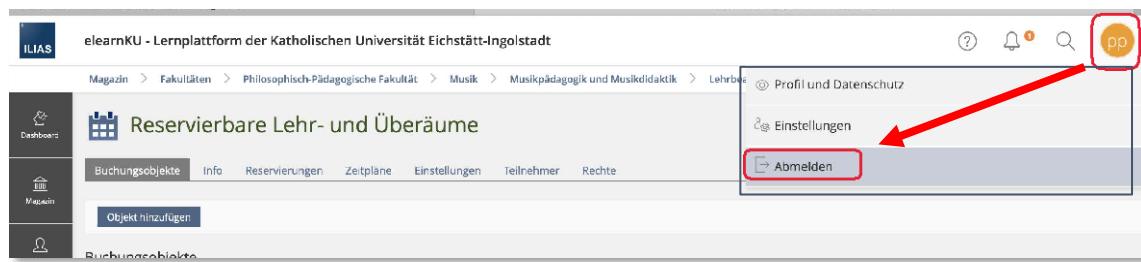 ILIAS
elearnKU - Lernplattform der Katholischen Universität Eichstätt-Ingolstadt
pp
Magazin > Fakultäten > Philosophisch-Pädagogische Fakultät > Musik > Musikpädagogik und Musikdidaktik >
Profil und Datenschutz
Einstellungen
Abmelden
Dashboard
Reservierbare Lehr- und Überäume
Buchungsobjekte Info Reservierungen Zeitpläne Einstellungen Teilnehmer Rechte
Magazin
Objekt hinzufügen
Buchungsobjekte